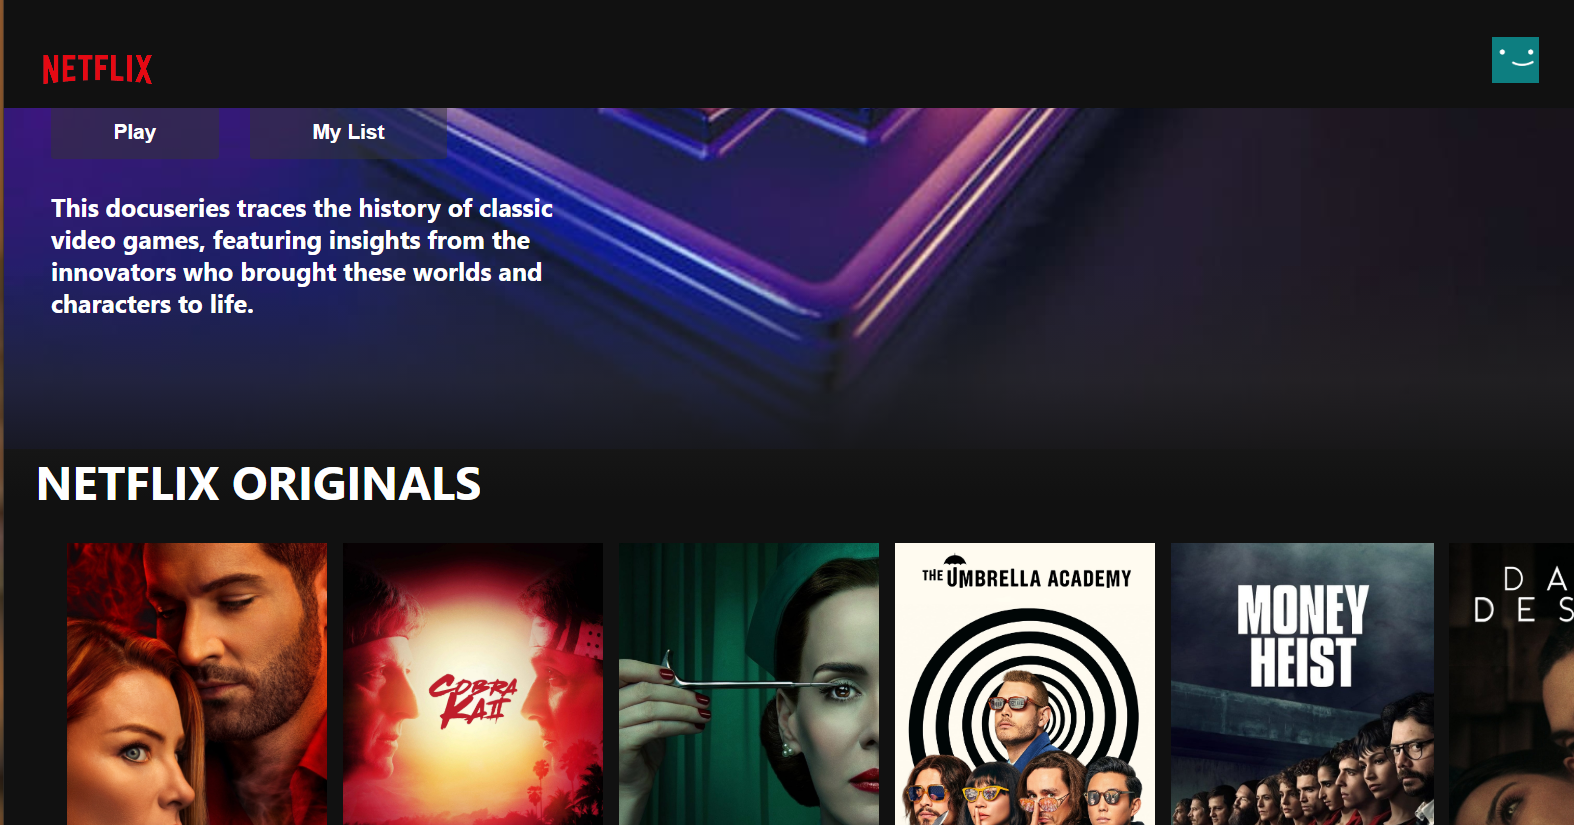 NETFLIX
Play
My List
This docuseries traces the history of classic
video games, featuring insights from the
innovators who brought these worlds and
characters to life.
NETFLIX ORIGINALS
COBRA
KAI
THE UMBRELLA ACADEMY
MONEY
HEIST
D A
D E S